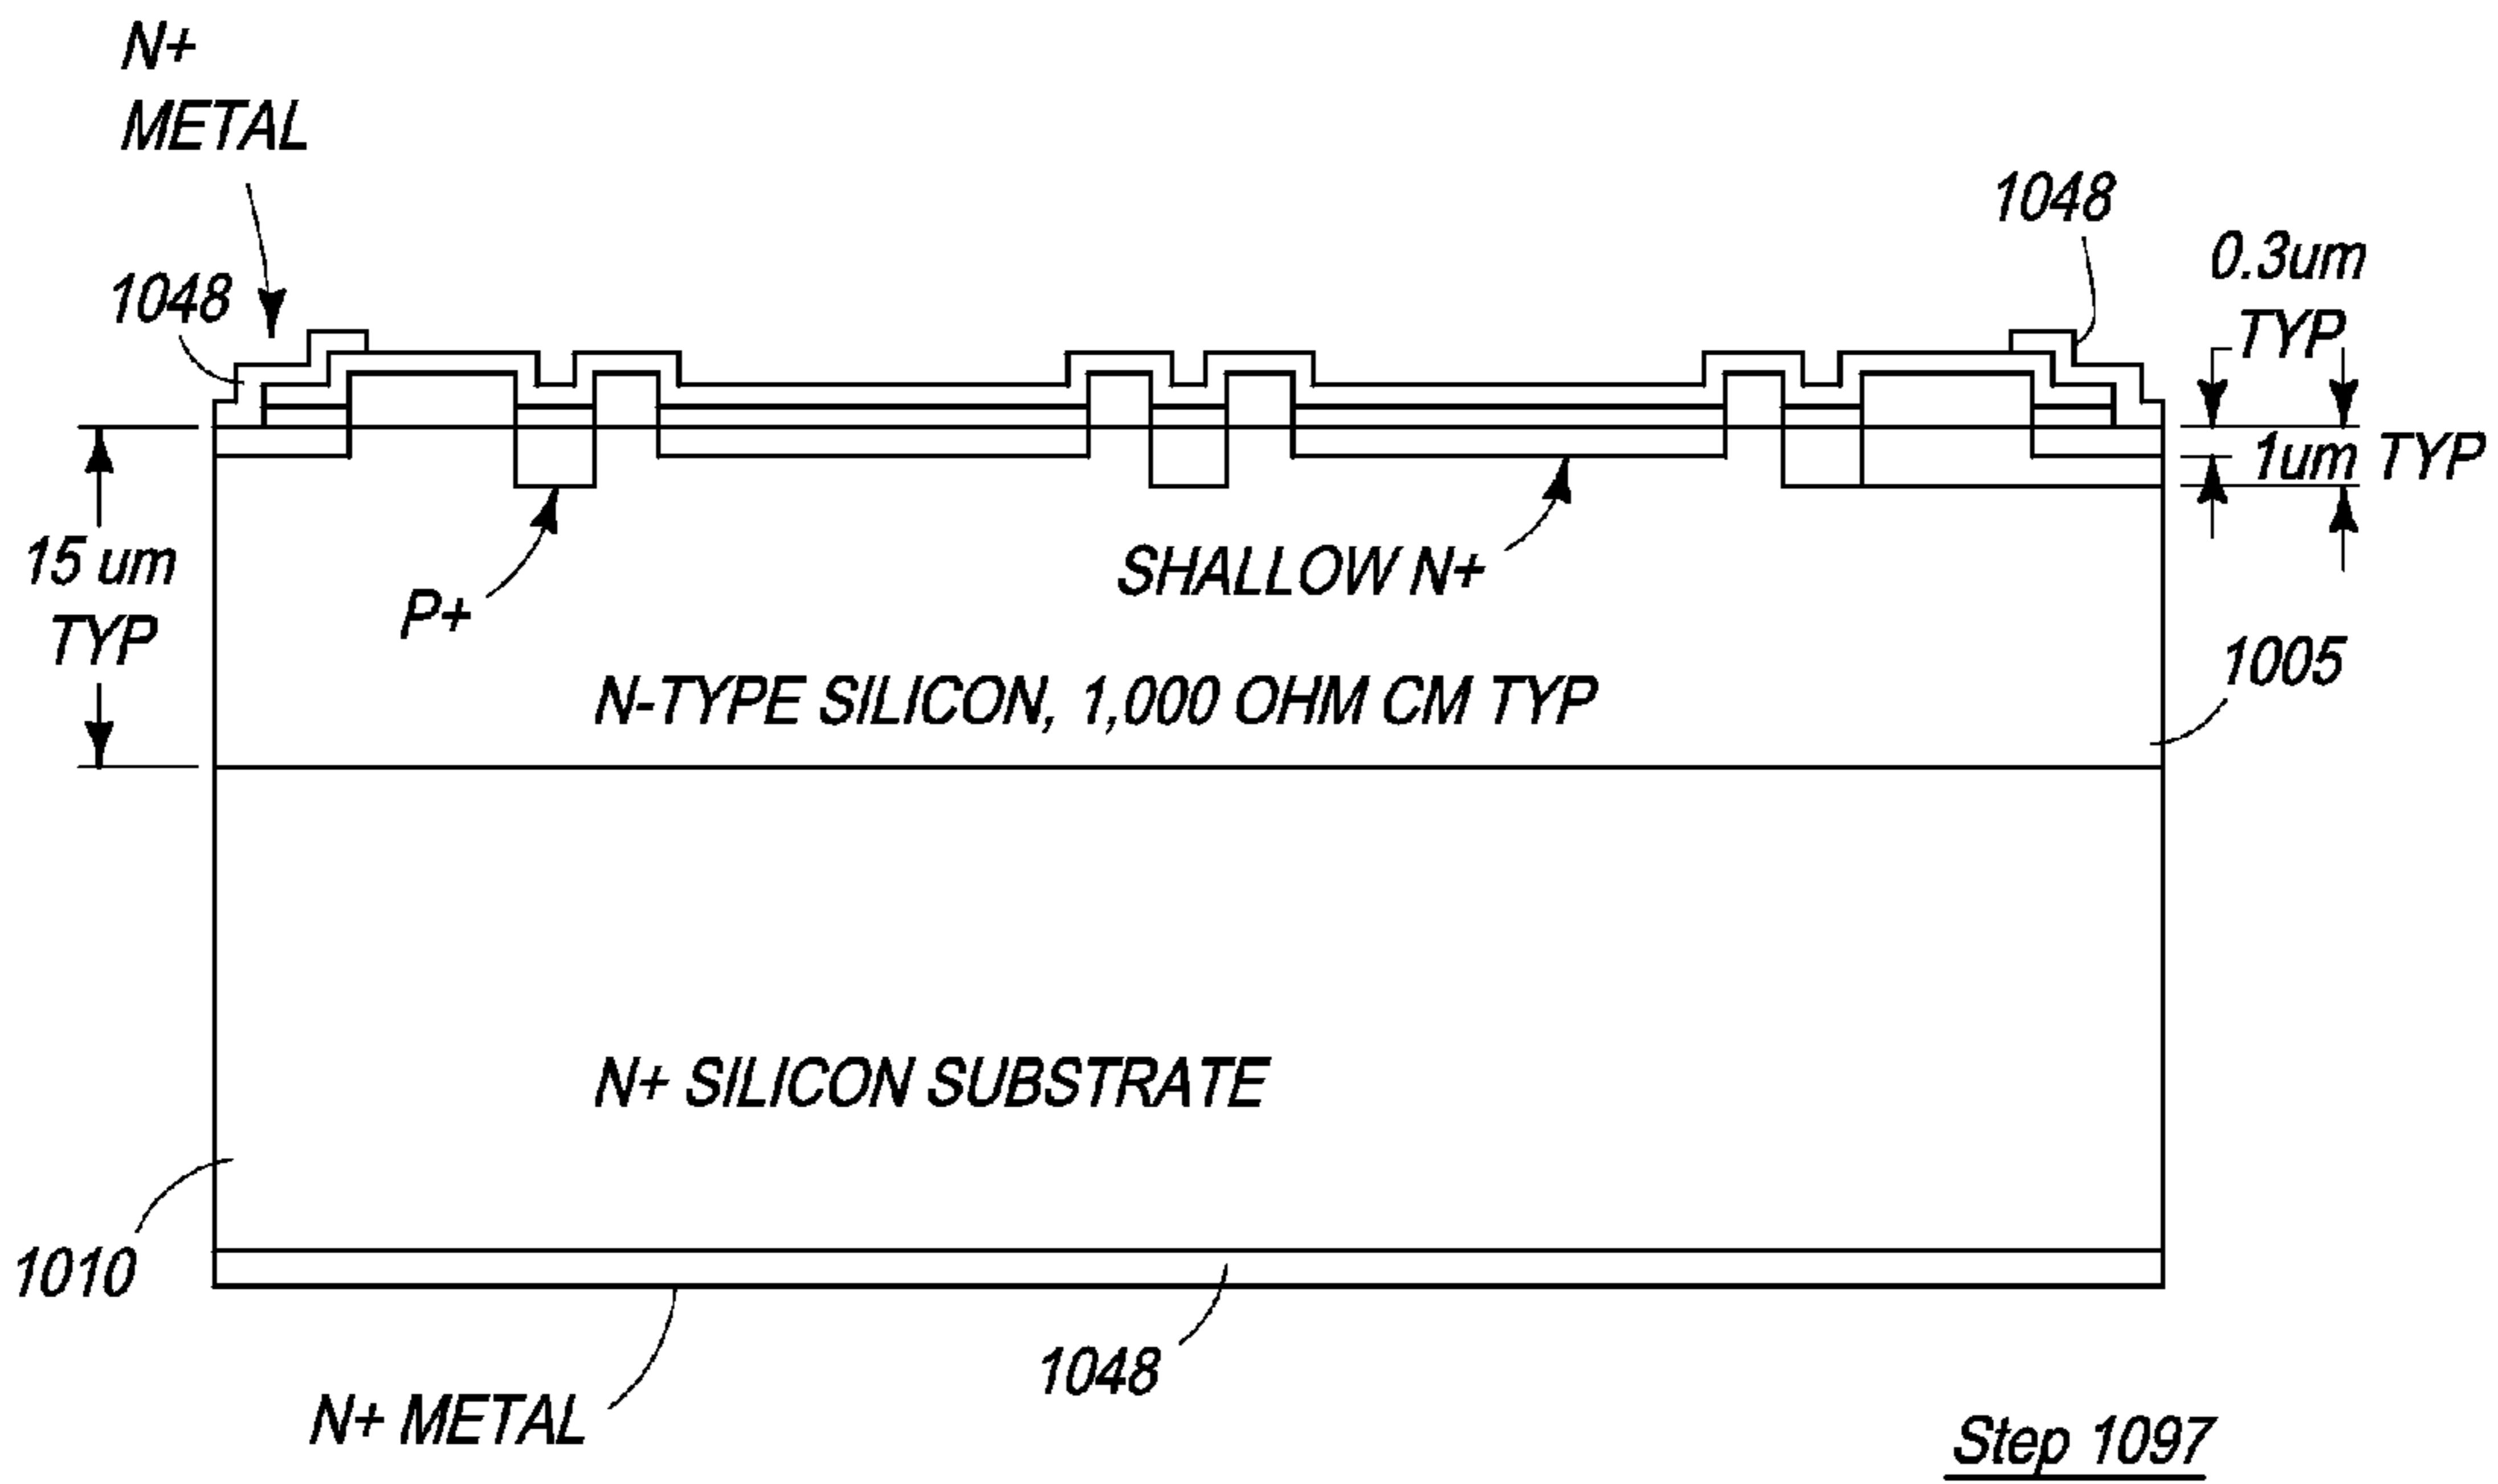 N+
METAL
1048
1048
0.3um
TYP
1um TYP
15 um
TYP
P+
SHALLOW N+
1005
N-TYPE SILICON, 1,000 OHM CM TYP
N+ SILICON SUBSTRATE
1010
1048
N+ METAL
Step 1097